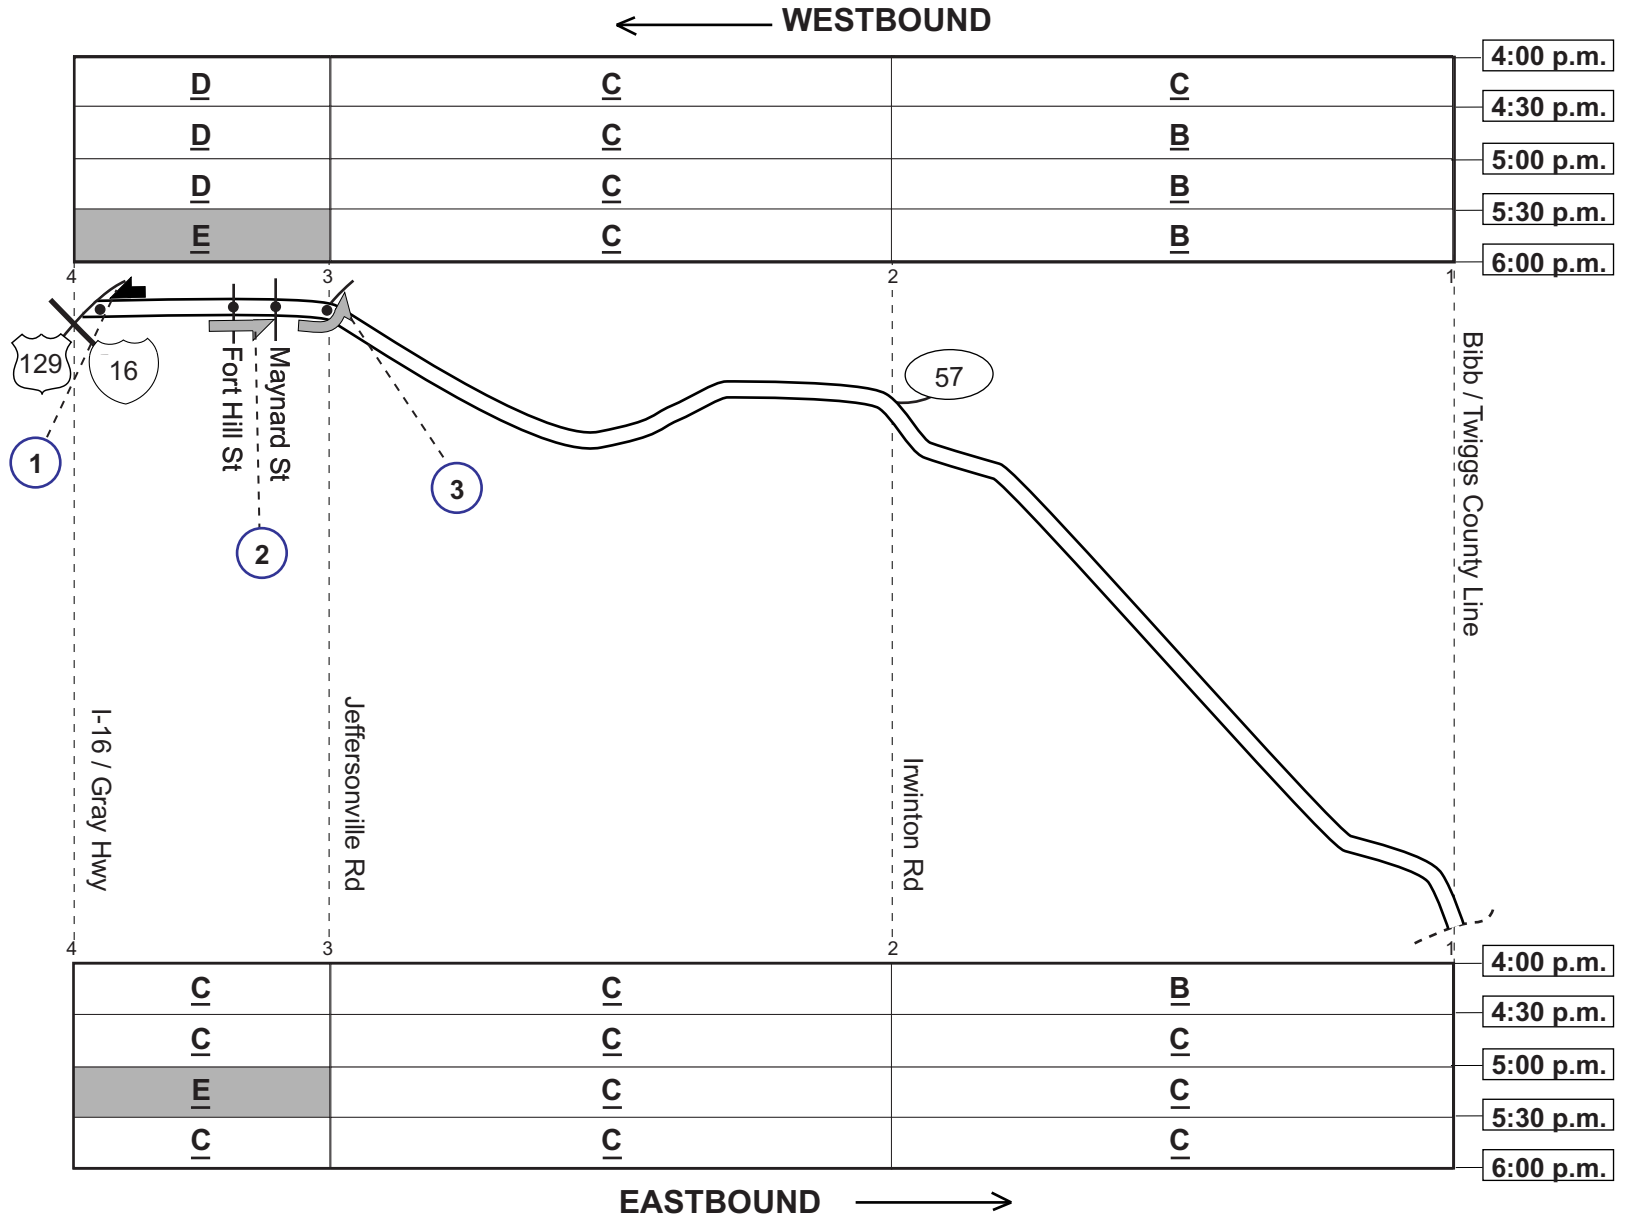 WESTBOUND
4:00 p.m.
D C C
4:30 p.m.
D C B
5:00 p.m.
D C B
5:30 p.m.
E C B
6:00 p.m.
4 3 2 1
129
16
Fort Hill St
Maynard St
57
1
2
3
Bibb / Twiggs County Line
I-16 / Gray Hwy
Jeffersonville Rd
Irwinton Rd
4 3 2 1
4:00 p.m.
C C B
4:30 p.m.
C C C
5:00 p.m.
E C C
5:30 p.m.
C C C
6:00 p.m.
EASTBOUND